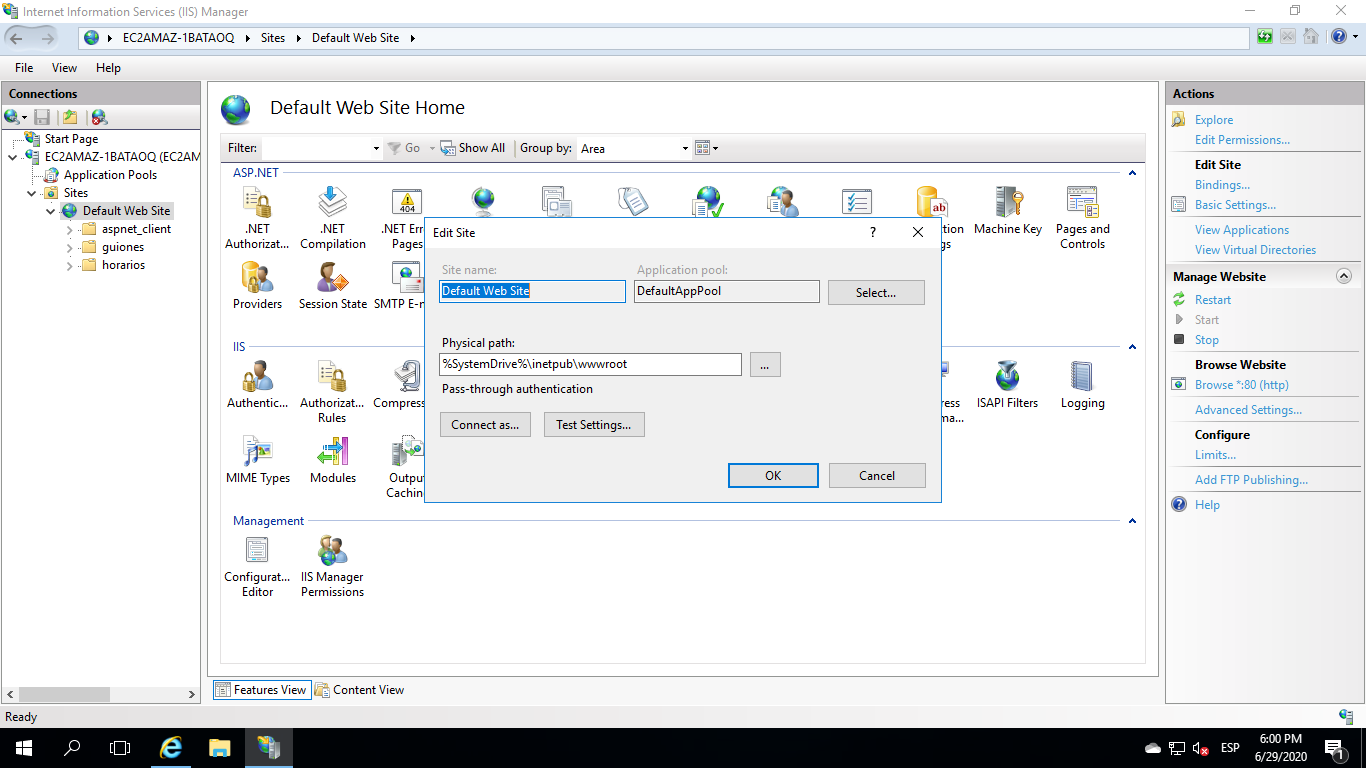 Internet Information Services (IIS) Manager
EC2AMAZ-1BATAOQ
Sites
Default Web Site
File
View
Help
Connections
Start Page
EC2AMAZ-1BATAOQ (EC2AM
Application Pools
Sites
Default Web Site
aspnet_client
guiones
horarios
Default Web Site Home
Filter:
Go
Show All
Group by:
Area
ASP.NET
.NET
Authorizat...
.NET
Compilation
.NET Err
Pages
Machine Key
Pages and
Controls
Providers
Session State
SMTP E-m
IIS
Authentic...
Authorizat...
Rules
Compress
ISAPI Filters
Logging
MIME Types
Modules
Output
Caching
Management
Configurat...
Editor
IIS Manager
Permissions
Edit Site
?
Site name:
Application pool:
Default Web Site
DefaultAppPool
Select...
Physical path:
%SystemDrive%\inetpub\wwwroot
...
Pass-through authentication
Connect as...
Test Settings...
OK
Cancel
Features View
Content View
Actions
Explore
Edit Permissions...
Edit Site
Bindings...
Basic Settings...
View Applications
View Virtual Directories
Manage Website
Restart
Start
Stop
Browse Website
Browse *:80 (http)
Advanced Settings...
Configure
Limits...
Add FTP Publishing...
Help
Ready
ESP
6:00 PM
6/29/2020
1